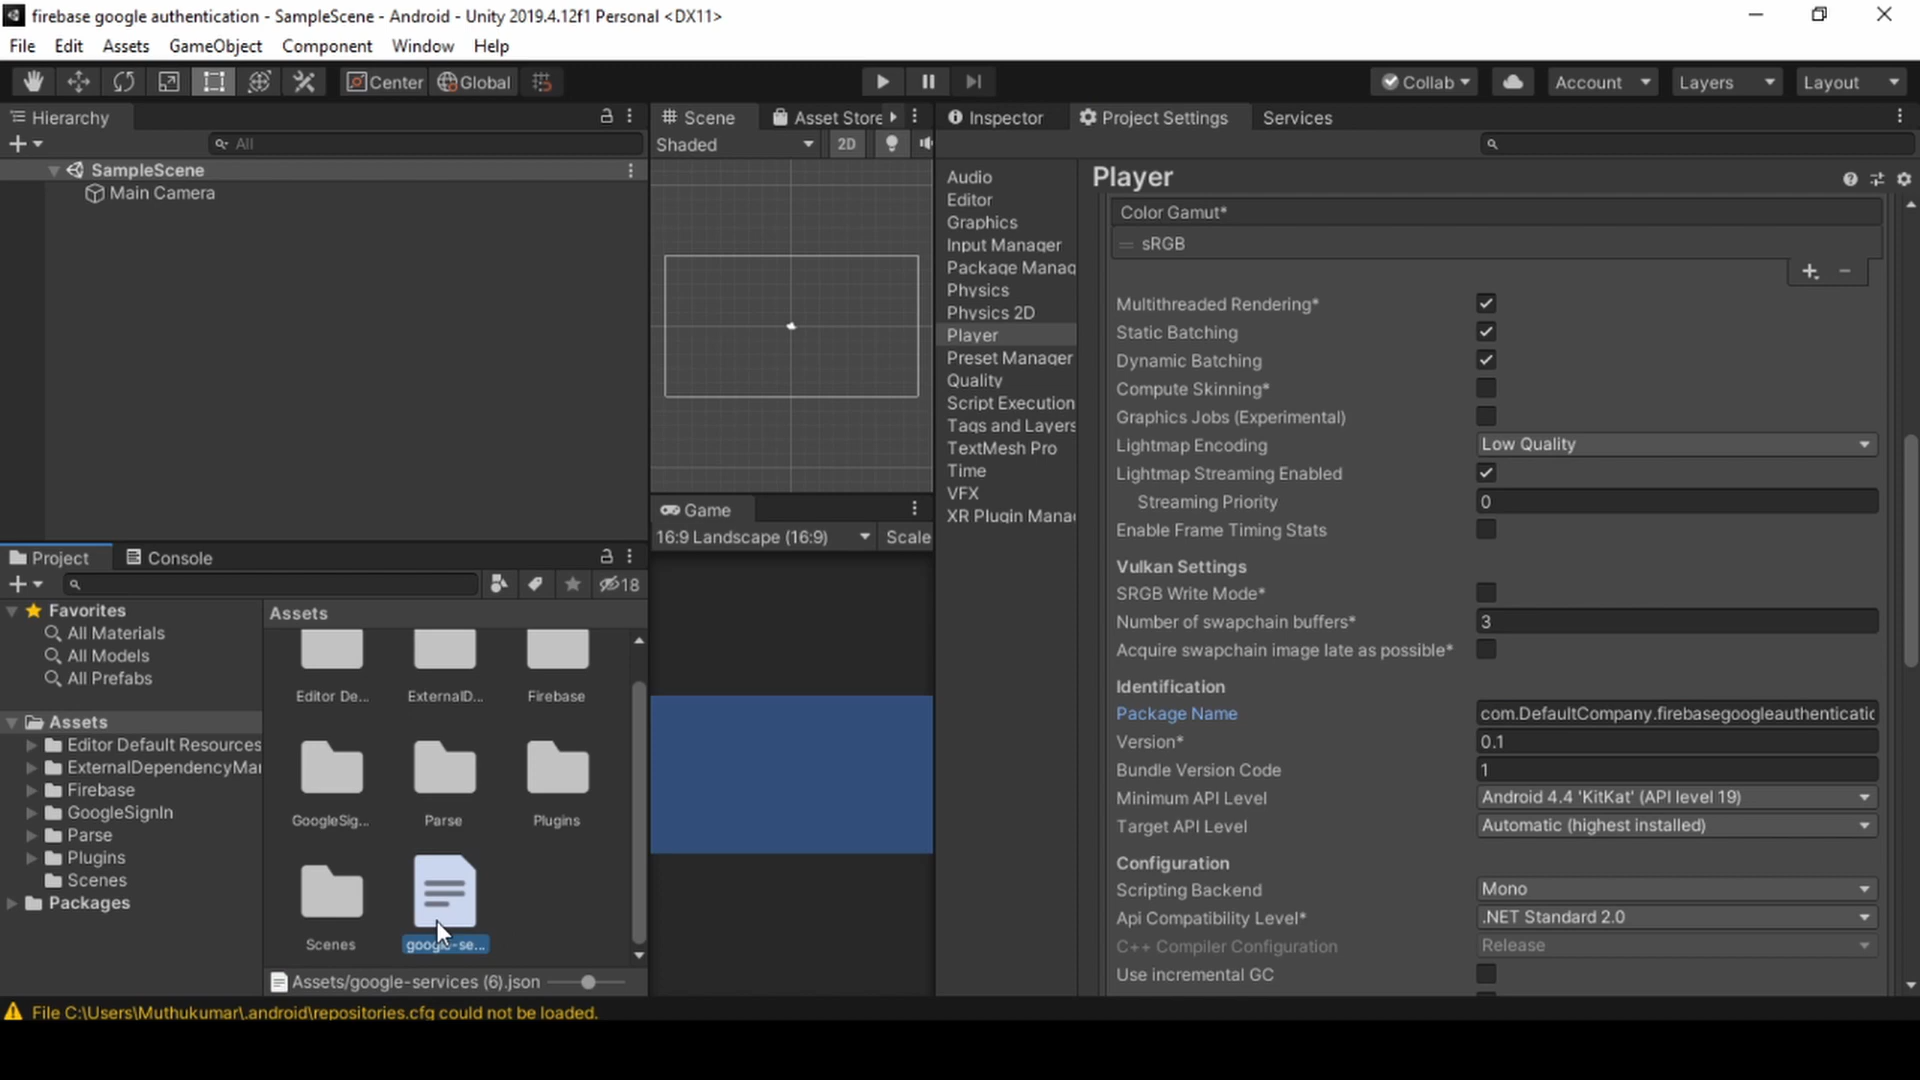 firebase google authentication - SampleScene - Android - Unity 2019.4.12f1 Personal <DX11>
File Edit Assets GameObject Component Window Help
Center Global Collab Account Layers Layout
Hierarchy
All
SampleScene
Main Camera
Scene Asset Store
Shaded 2D
Game
16:9 Landscape (16:9) Scale
Inspector Project Settings Services
Audio
Editor
Graphics
Input Manager
Package Manag
Physics
Physics 2D
Player
Preset Manager
Quality
Script Execution
Tags and Layers
TextMesh Pro
Time
VFX
XR Plugin Mana
Player
Color Gamut*
sRGB
Multithreaded Rendering*
Static Batching
Dynamic Batching
Compute Skinning*
Graphics Jobs (Experimental)
Lightmap Encoding Low Quality
Lightmap Streaming Enabled
Streaming Priority 0
Enable Frame Timing Stats
Vulkan Settings
SRGB Write Mode*
Number of swapchain buffers* 3
Acquire swapchain image late as possible*
Identification
Package Name com.DefaultCompany.firebasegoogleauthenticatic
Version* 0.1
Bundle Version Code 1
Minimum API Level Android 4.4 'KitKat' (API level 19)
Target API Level Automatic (highest installed)
Configuration
Scripting Backend Mono
Api Compatibility Level* .NET Standard 2.0
C++ Compiler Configuration Release
Use incremental GC
Project Console
18
Favorites
All Materials
All Models
All Prefabs
Assets
Editor Default Resources
ExternalDependencyMa
Firebase
GoogleSignIn
Parse
Plugins
Scenes
Packages
Assets
Editor De... ExternalD... Firebase
GoogleSig... Parse Plugins
Scenes google-se...
Assets/google-services (6).json
File C:\Users\Muthukumar\.android\repositories.cfg could not be loaded.